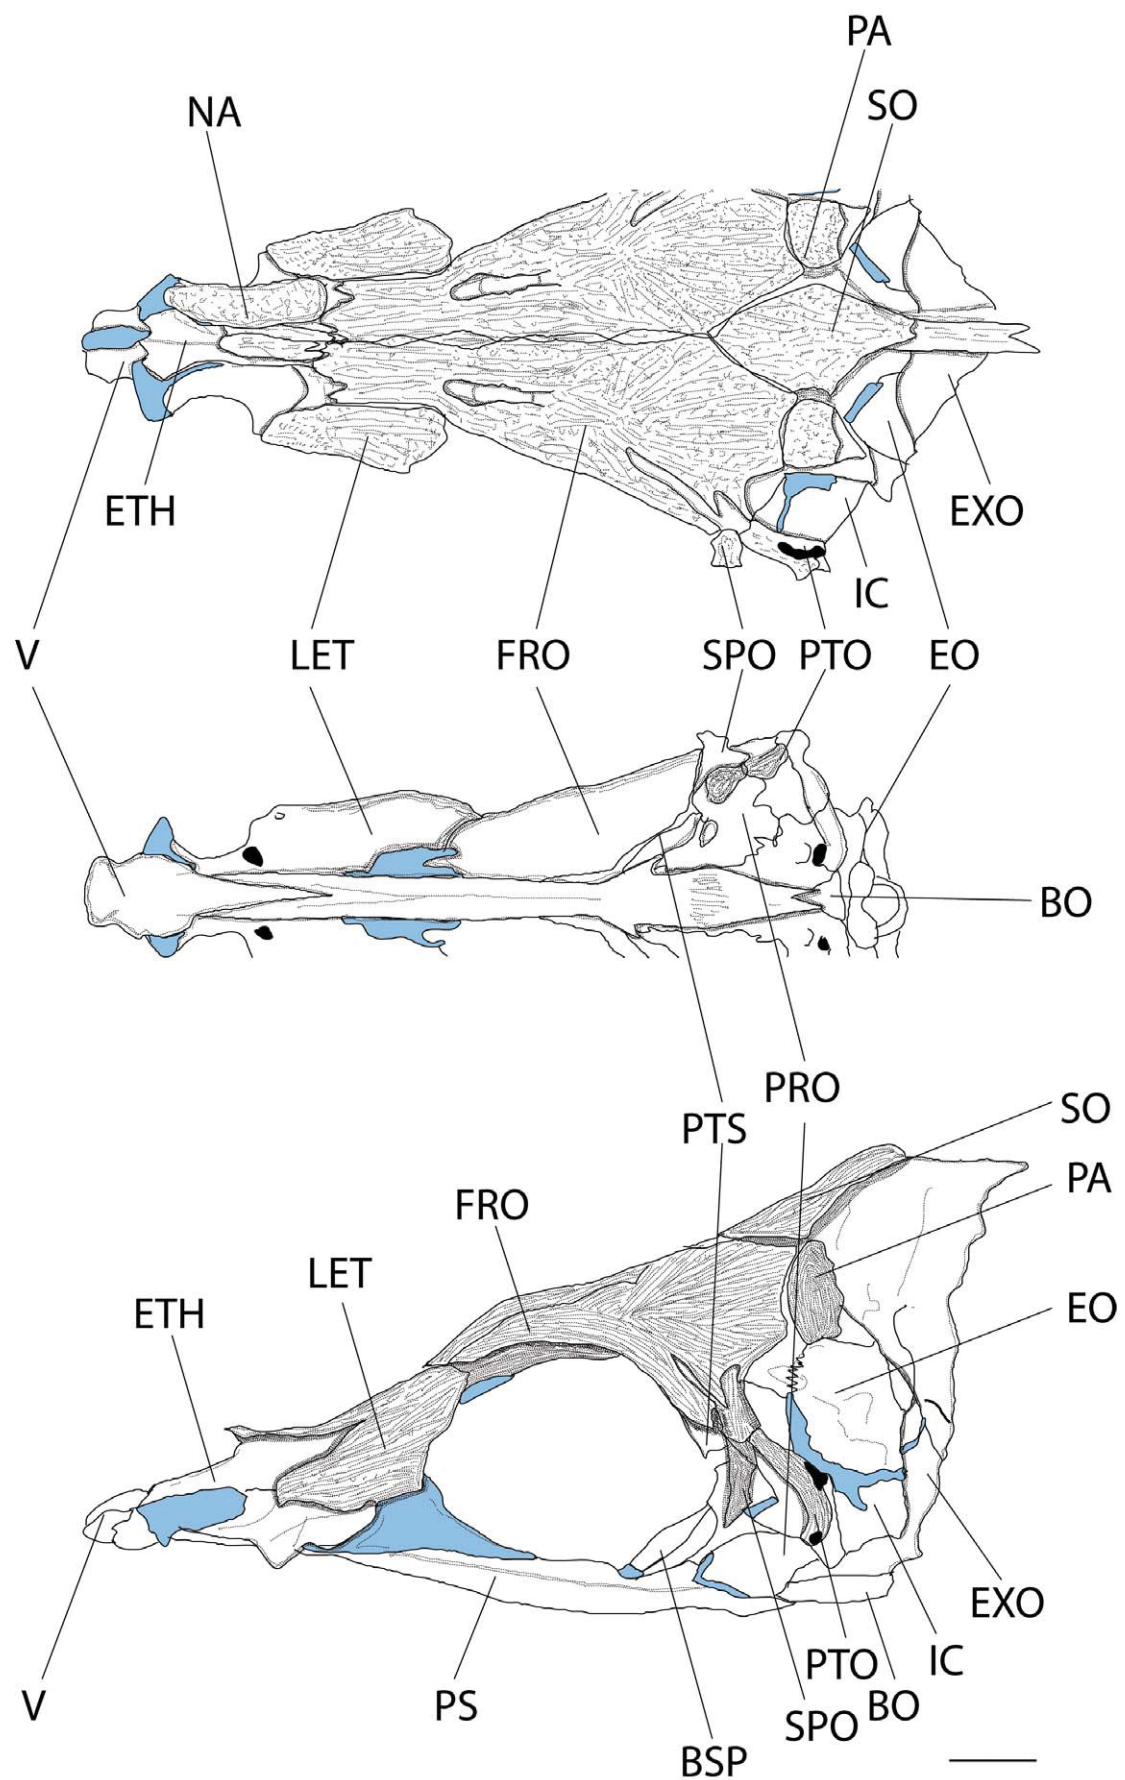 PA
SO
NA
ETH
EXO
IC
V
LET
FRO
SPO
PTO
EO
BO
PRO
PTS
SO
PA
FRO
LET
ETH
EO
EXO
IC
PTO
V
PS
SPO
BO
BSP